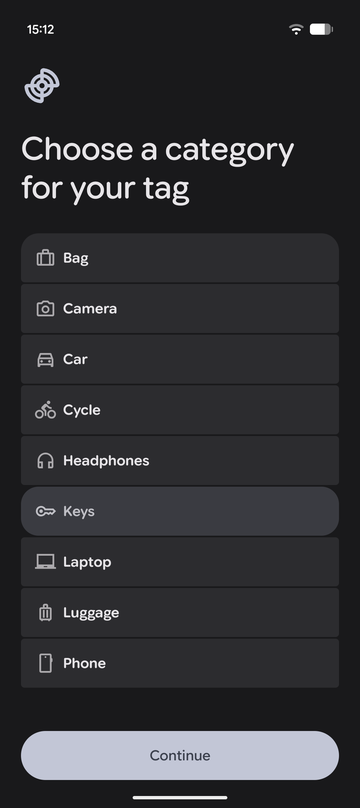 15:12
Choose a category
for your tag
Bag
Camera
Car
Cycle
Headphones
Keys
Laptop
Luggage
Phone
Continue